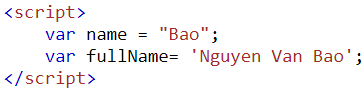 <script>
    var name = "Bao";
    var fullName= 'Nguyen Van Bao';
</script>